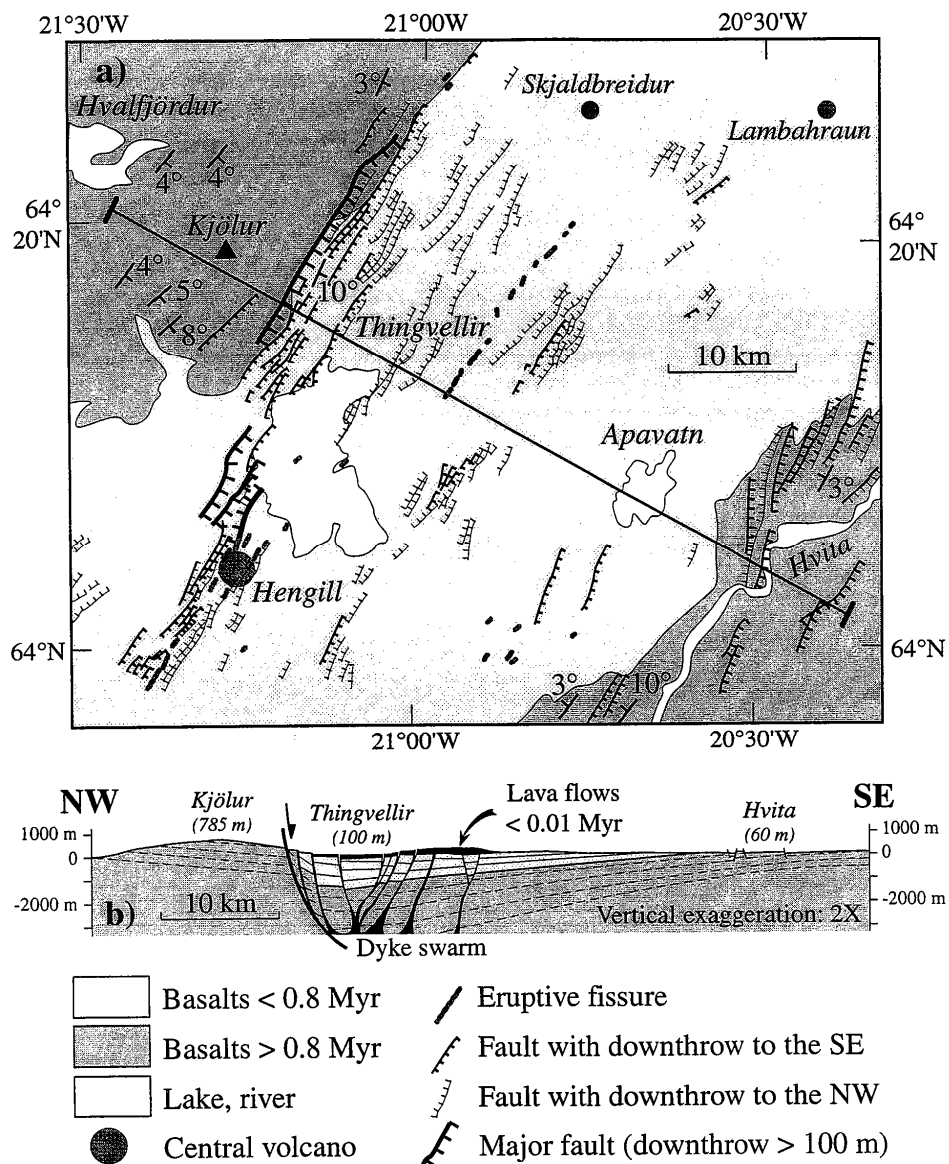 21°30'W 21°00'W 20°30'W
a)
3°
Skjaldbreidur
Hvalfjördur
Lambahraun
4° 4°
64° 20'N
Kjölur
64° 20'N
4°
5°
8°
10°
Thingvellir
10 km
Apavatn
3°
Hvita
Hengill
64°N
64°N
3°
10°
21°00'W 20°30'W
NW
Kjölur (785 m)
Thingvellir (100 m)
Lava flows < 0.01 Myr
Hvita (60 m)
SE
1000 m
0
-2000 m
1000 m
0
-2000 m
b)
10 km
Vertical exaggeration: 2X
Dyke swarm
Basalts < 0.8 Myr
Eruptive fissure
Basalts > 0.8 Myr
Fault with downthrow to the SE
Lake, river
Fault with downthrow to the NW
Central volcano
Major fault (downthrow > 100 m)